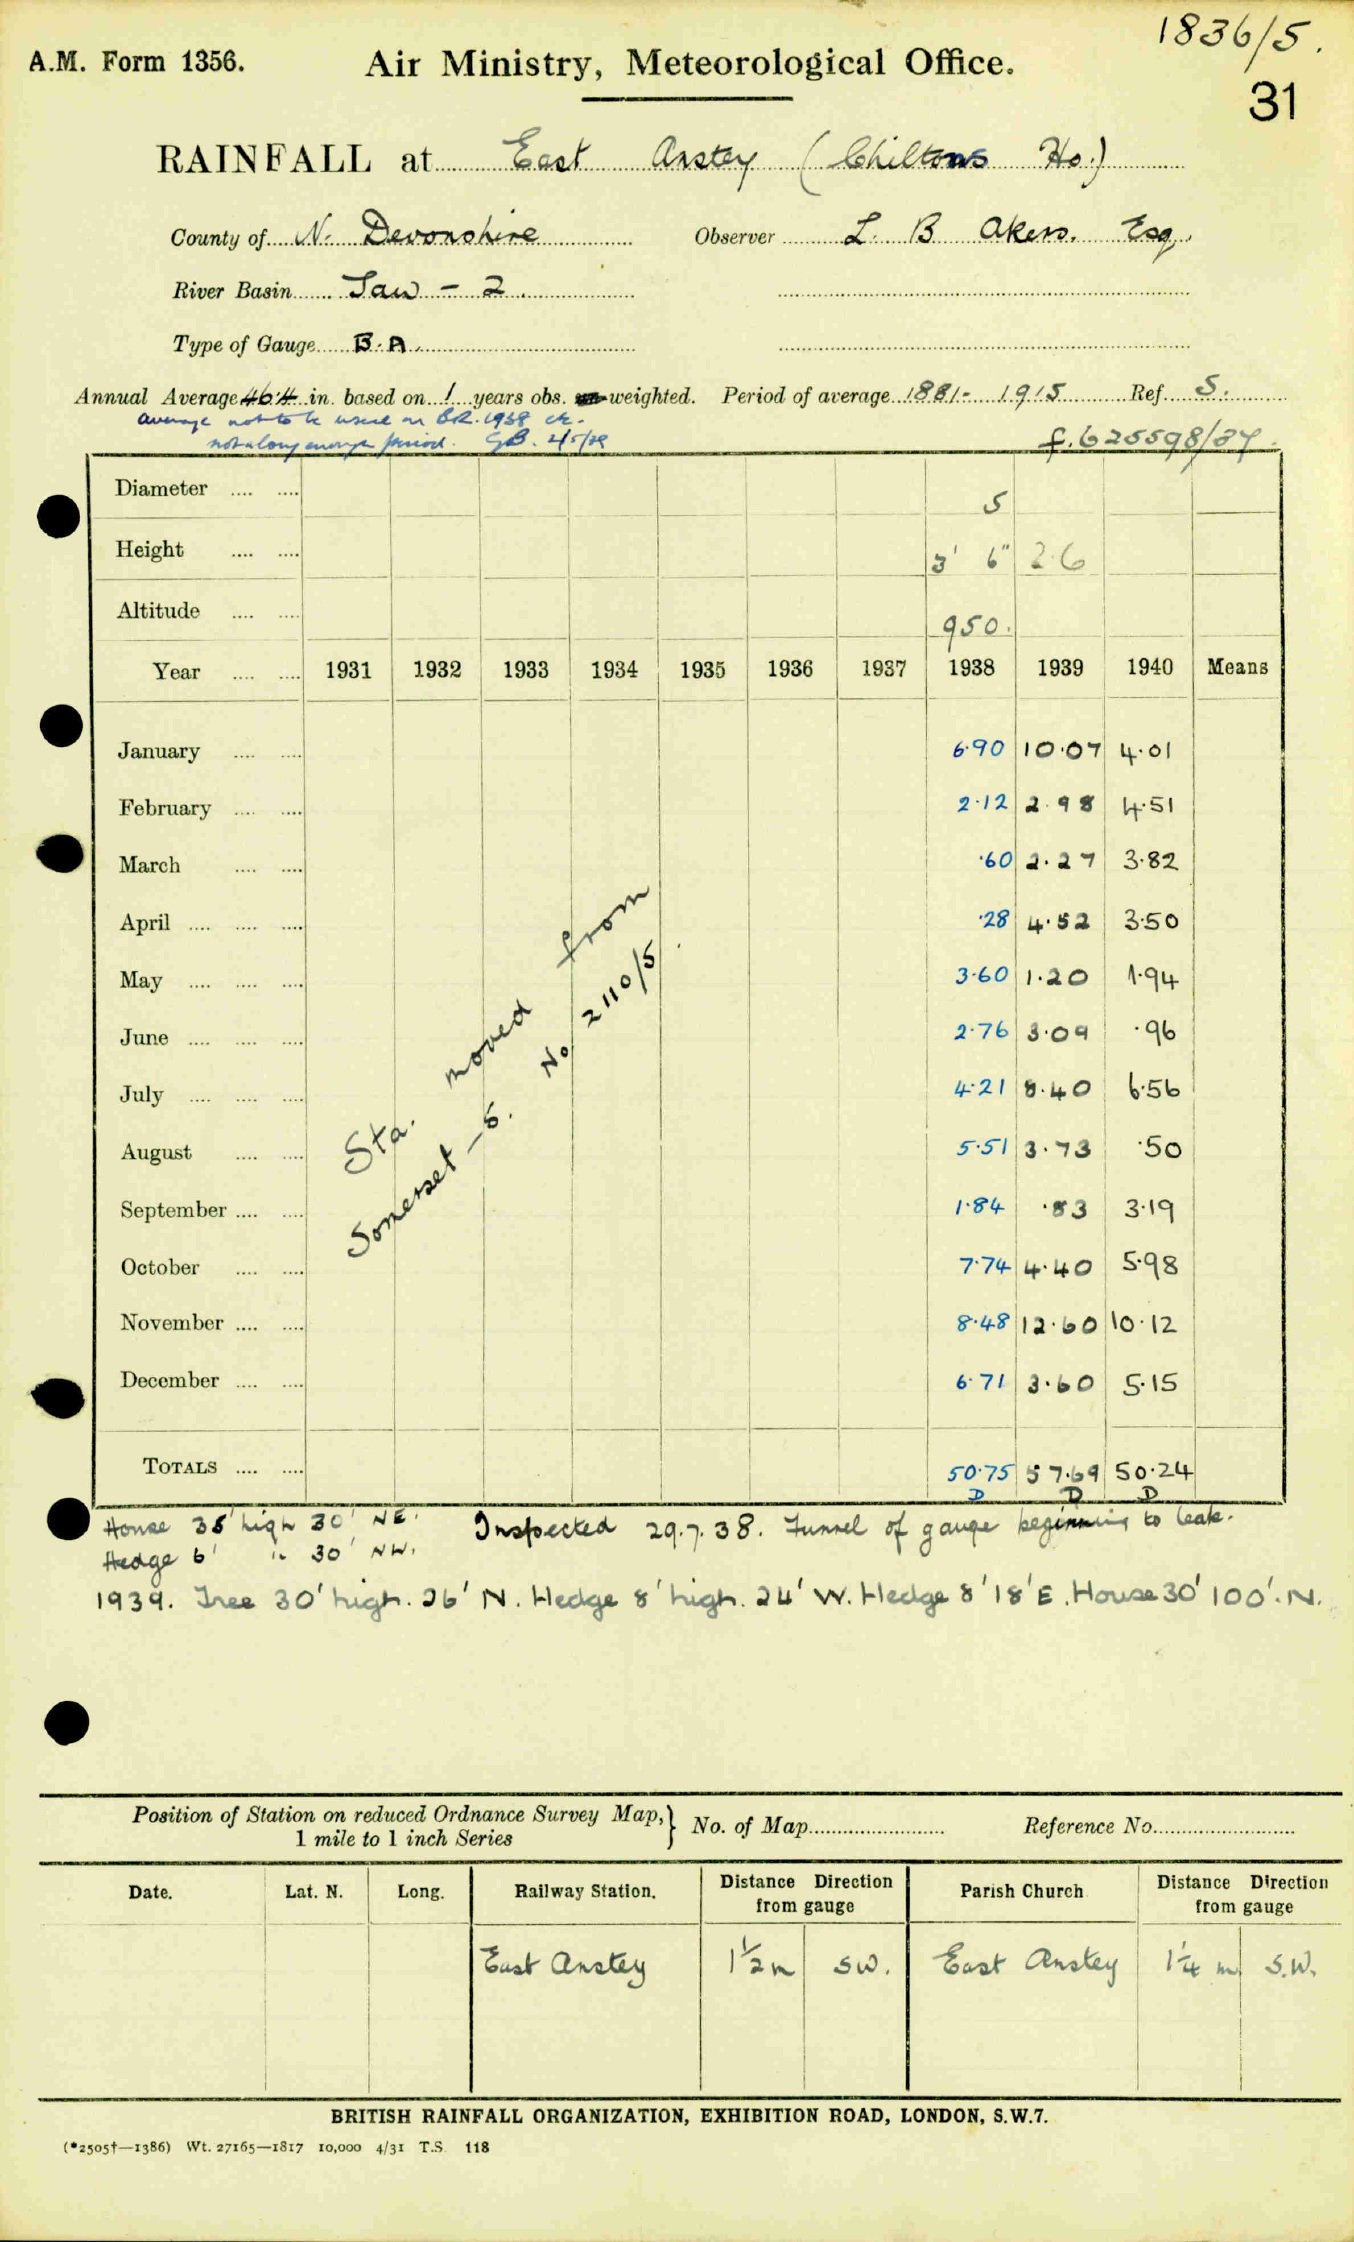 1836/5.
A.M. Form 1356. Air Ministry, Meteorological Office.
31
RAINFALL at East Anstey (Chiltons Ho.)
County of N. Devonshire Observer L. B Akers. Esq.
River Basin Taw - 2.
Type of Gauge B.A.
Annual Average 46.4 in. based on 1 years obs. weighted. Period of average 1881- 1915 Ref. S.
Average not to be used in B.R. 1938 etc.
not a long enough period. GB. 2/5/39
f.625598/37.
Diameter .... .... 5
Height .... .... 3' 6" 2.6
Altitude .... .... 950.
Year .... .... 1931 1932 1933 1934 1935 1936 1937 1938 1939 1940 Means
January .... .... 6.90 10.07 4.01
February .... .... 2.12 2.98 4.51
March .... .... .60 2.27 3.82
April .... .... .... .28 4.52 3.50
May .... .... .... 3.60 1.20 1.94
June .... .... .... 2.76 3.09 .96
July .... .... .... 4.21 8.40 6.56
August .... .... 5.51 3.73 .50
September .... .... 1.84 .83 3.19
October .... .... 7.74 4.40 5.98
November .... .... 8.48 12.60 10.12
December .... .... 6.71 3.60 5.15
Sta. moved from
Somerset - S. No 2110/5.
TOTALS .... .... 50.75 57.69 50.24
D D D
House 35' high 30' NE. Inspected 29.7.38. Funnel of gauge beginning to leak.
Hedge 6' " 30' NW.
1939. Tree 30' high. 26' N. Hedge 8' high. 24' W. Hedge 8' 18' E. House 30' 100'. N.
Position of Station on reduced Ordnance Survey Map,} No. of Map Reference No.
1 mile to 1 inch Series
Date. Lat. N. Long. Railway Station. Distance Direction from gauge Parish Church Distance Direction from gauge
East Anstey 1½ m SW. East Anstey 1¼ m S.W.
BRITISH RAINFALL ORGANIZATION, EXHIBITION ROAD, LONDON, S.W.7.
(*2505†—1386) Wt. 27165—1817 10,000 4/31 T.S. 118